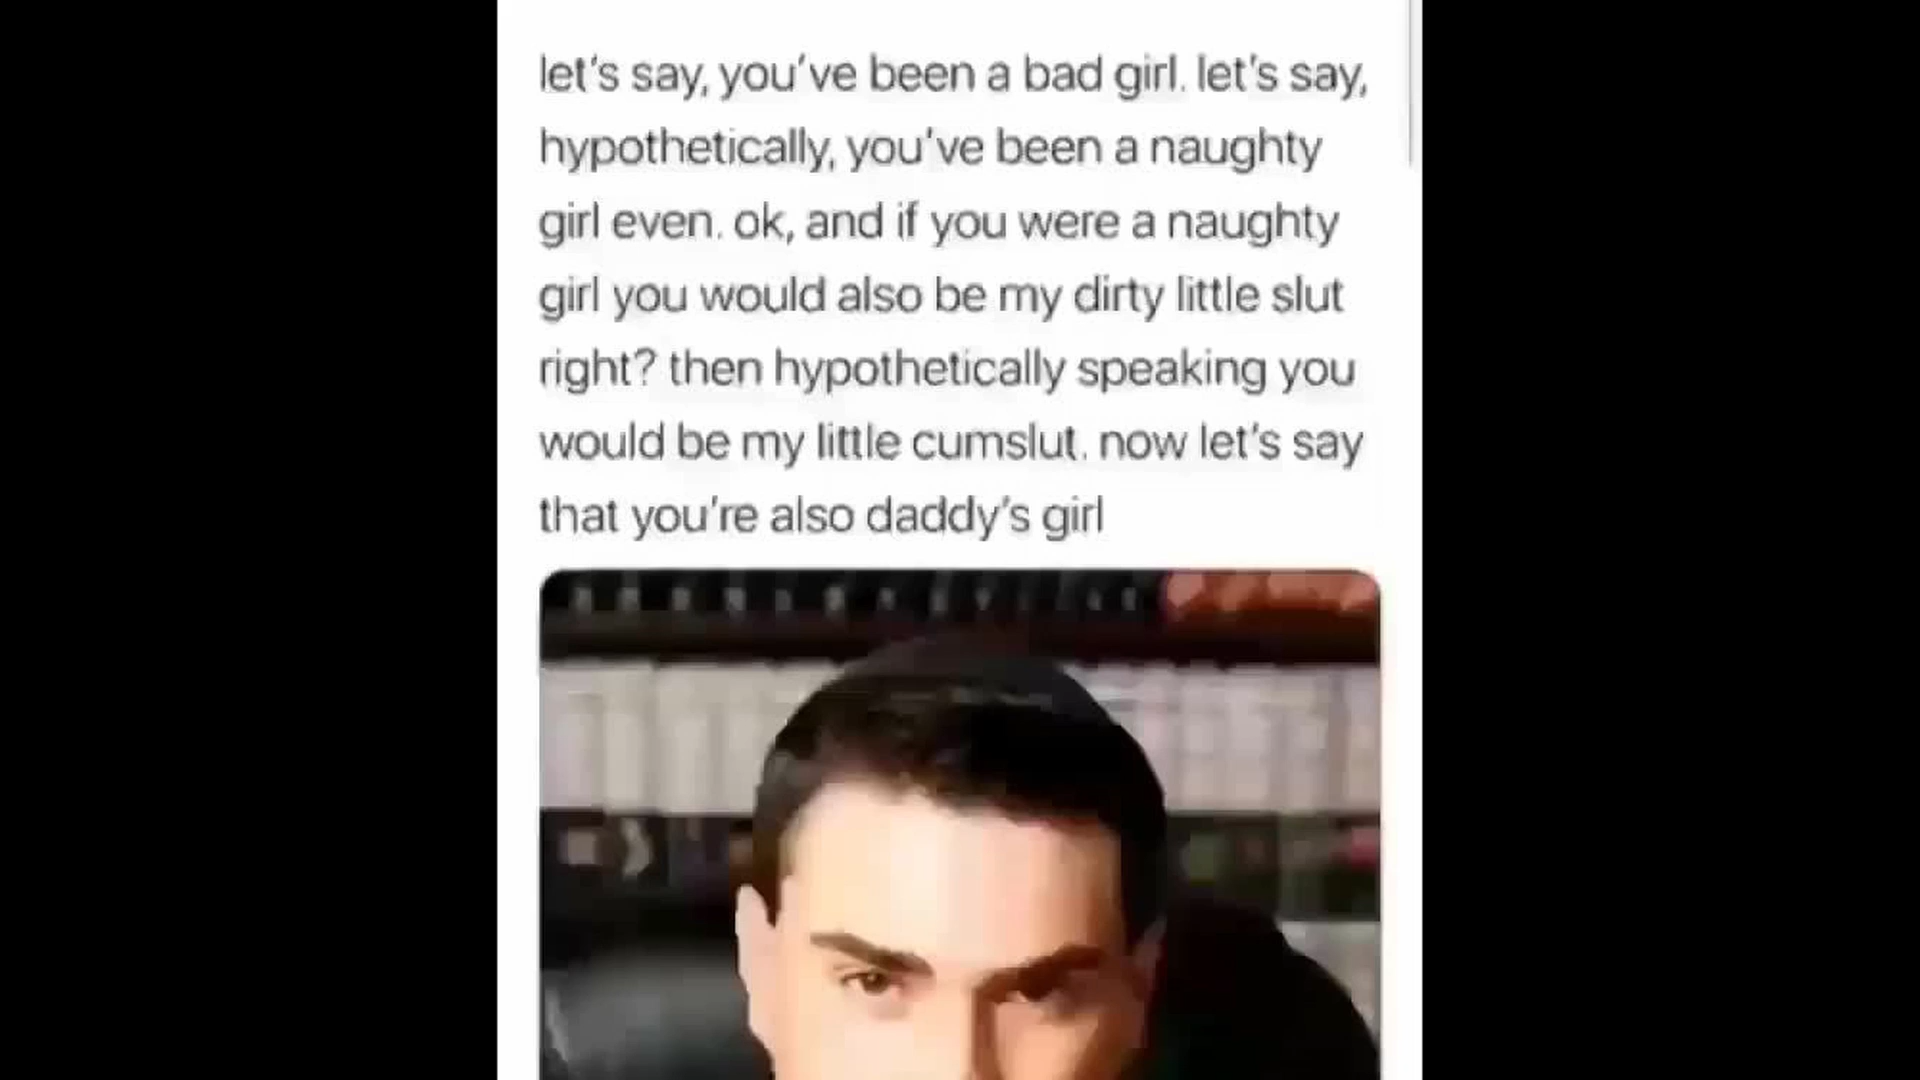 let's say, you've been a bad girl. let's say,
hypothetically, you've been a naughty
girl even. ok, and if you were a naughty
girl you would also be my dirty little slut
right? then hypothetically speaking you
would be my little cumslut. now let's say
that you're also daddy's girl